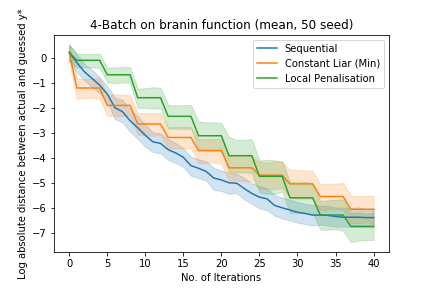 4-Batch on branin function (mean, 50 seed)
Log absolute distance between actual and guessed y*
0
−1
−2
−3
−4
−5
−6
−7
Sequential
Constant Liar (Min)
Local Penalisation
0 5 10 15 20 25 30 35 40
No. of Iterations